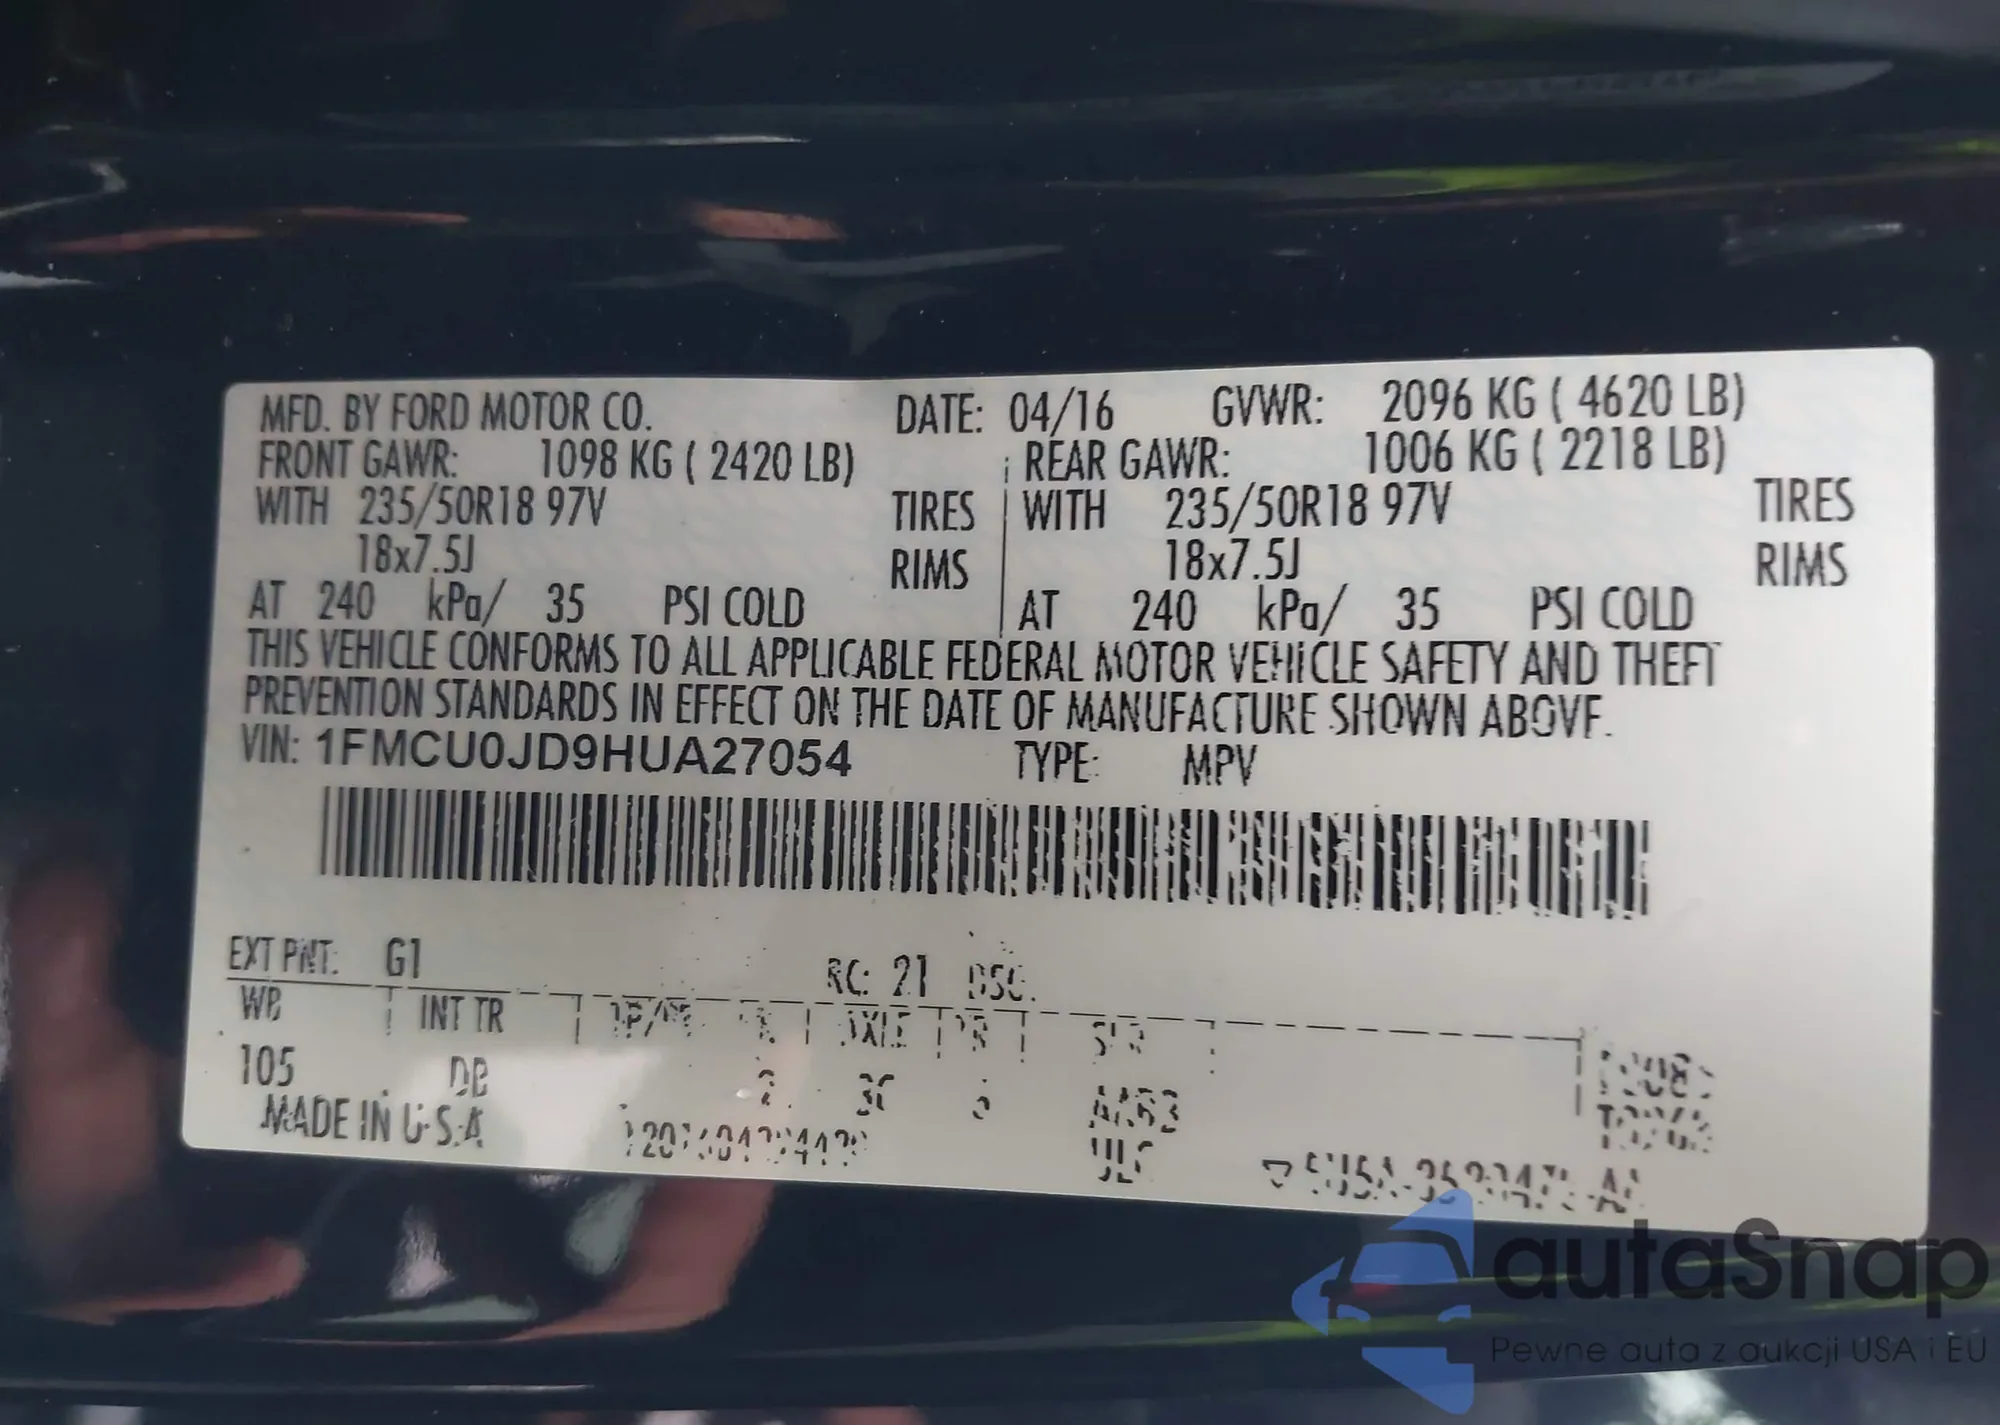 MFD. BY FORD MOTOR CO. DATE: 04/16 GVWR: 2096 KG ( 4620 LB)
FRONT GAWR: 1098 KG ( 2420 LB) REAR GAWR: 1006 KG ( 2218 LB)
WITH 235/50R18 97V TIRES WITH 235/50R18 97V TIRES
18x7.5J RIMS 18x7.5J RIMS
AT 240 kPa/ 35 PSI COLD AT 240 kPa/ 35 PSI COLD
THIS VEHICLE CONFORMS TO ALL APPLICABLE FEDERAL MOTOR VEHICLE SAFETY AND THEFT
PREVENTION STANDARDS IN EFFECT ON THE DATE OF MANUFACTURE SHOWN ABOVE.
VIN: 1FMCU0JD9HUA27054 TYPE: MPV
EXT PNT: G1 RC: 21 DSO:
WB INT TR AXLE
105 DB
MADE IN U.S.A
autaSnap
Pewne auta z aukcji USA i EU